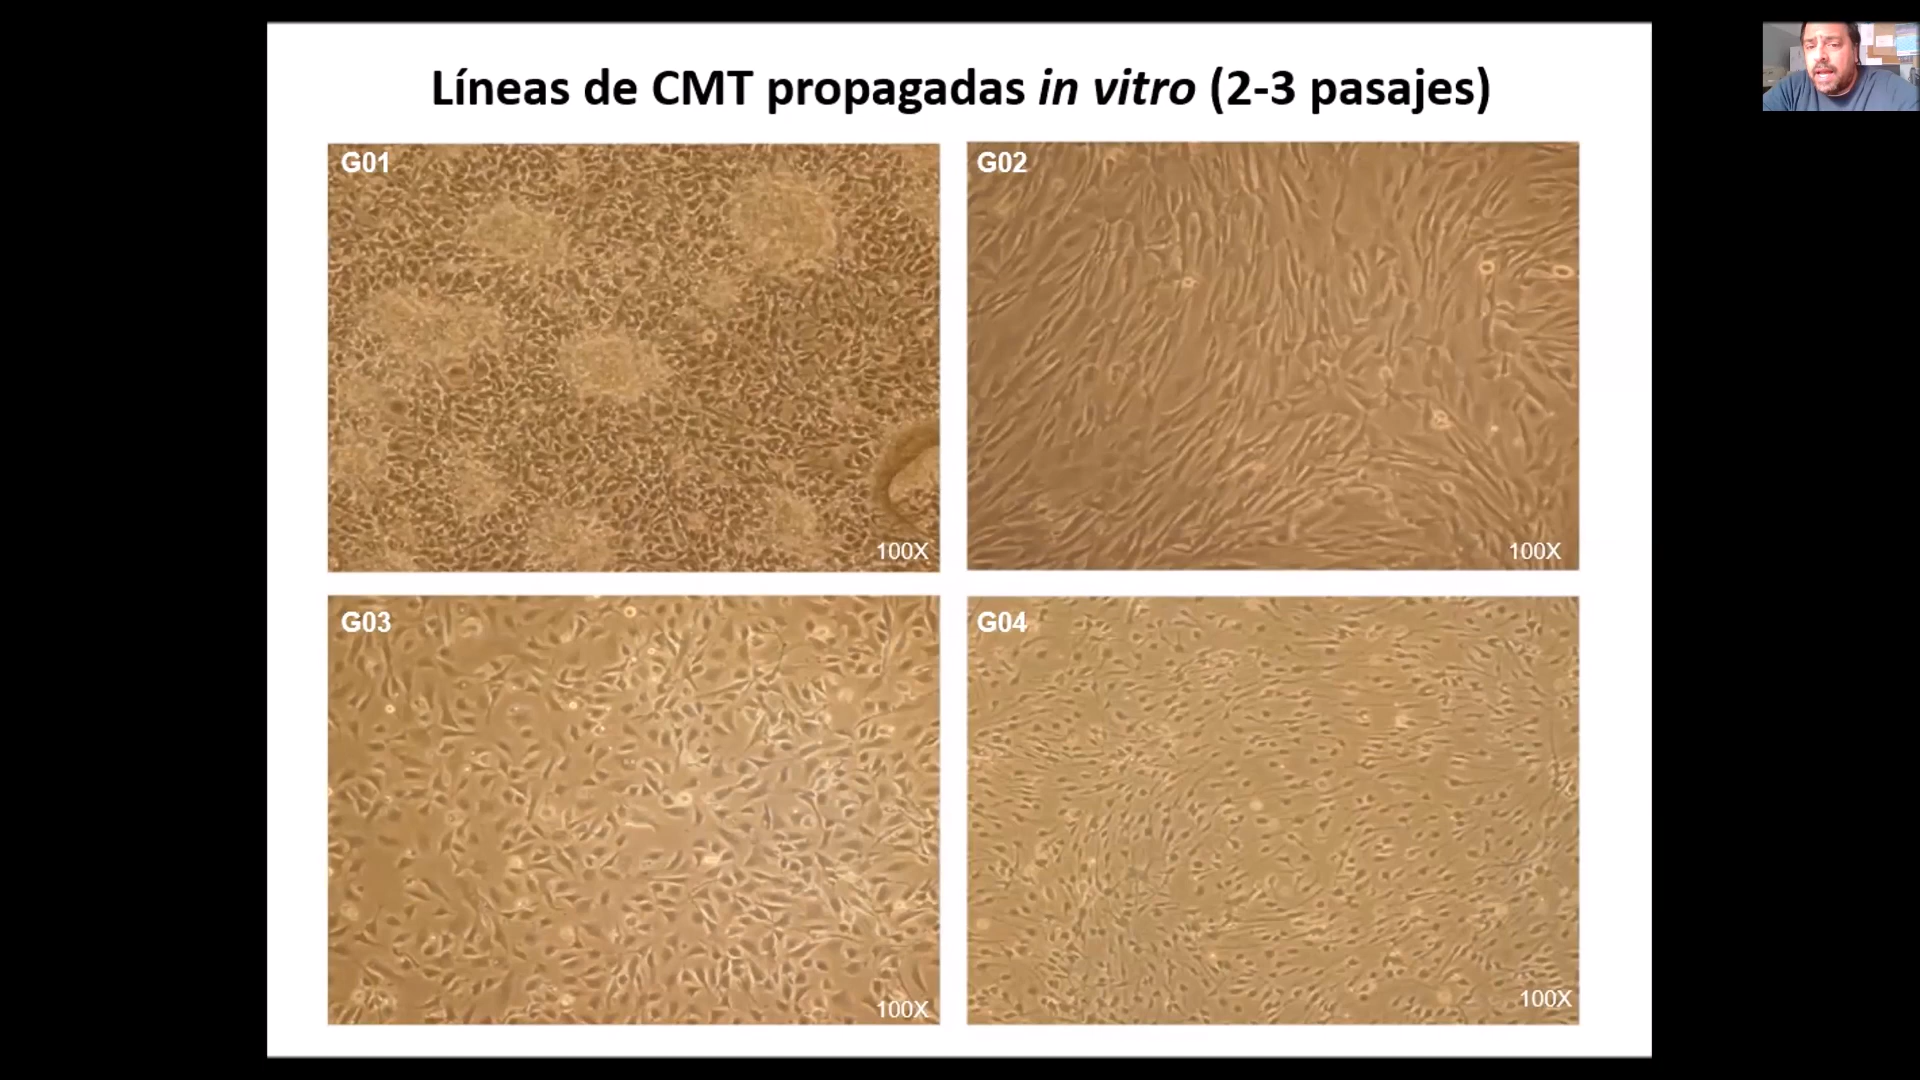 Líneas de CMT propagadas in vitro (2-3 pasajes)
G01
100X
G02
100X
G03
100X
G04
100X